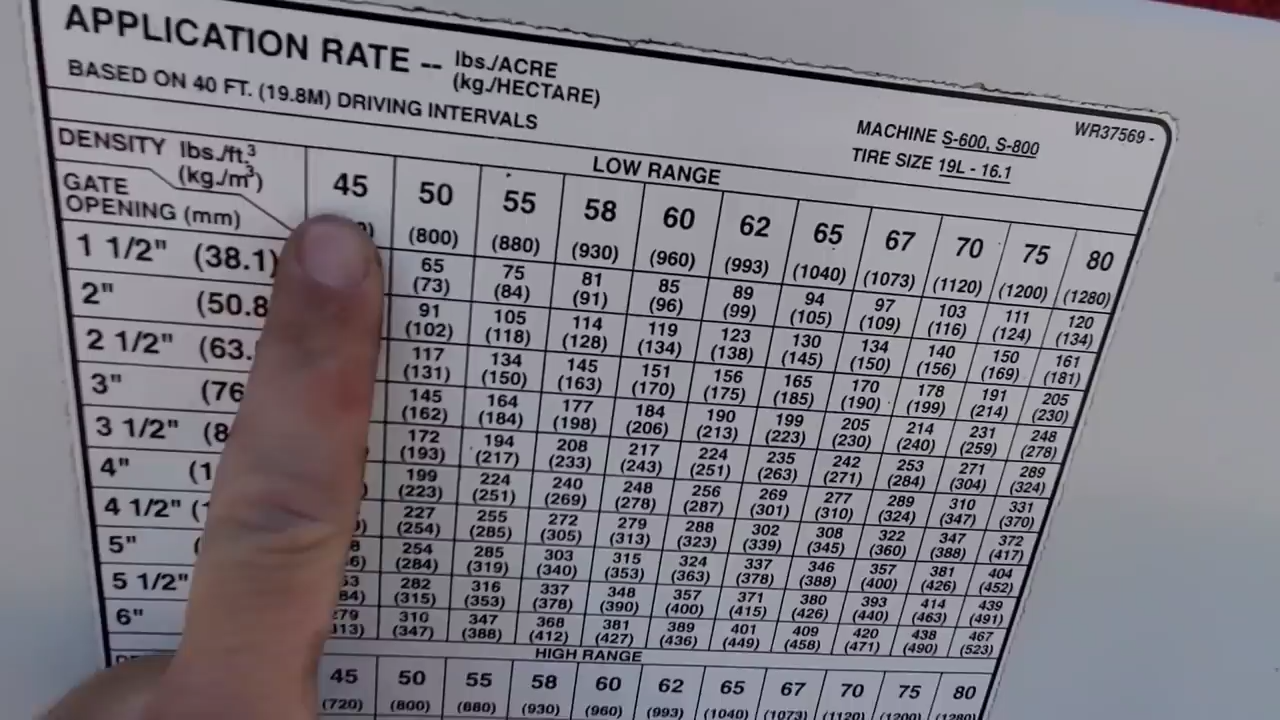 APPLICATION RATE -- lbs./ACRE
(kg./HECTARE)
BASED ON 40 FT. (19.8M) DRIVING INTERVALS
MACHINE S-600, S-800
WR37569 -
TIRE SIZE 19L - 16.1
DENSITY lbs./ft.³
(kg./m³)
GATE
OPENING (mm)
LOW RANGE
45 50 55 58 60 62 65 67 70 75 80
(800) (880) (930) (960) (993) (1040) (1073) (1120) (1200) (1280)
1 1/2" (38.1) 65 75 81 85 89 94 97 103 111 120
(73) (84) (91) (96) (99) (105) (109) (116) (124) (134)
2" (50.8 91 105 114 119 123 130 134 140 150 161
(102) (118) (128) (134) (138) (145) (150) (156) (169) (181)
2 1/2" (63. 117 134 145 151 156 165 170 178 191 205
(131) (150) (163) (170) (175) (185) (190) (199) (214) (230)
3" (76 145 164 177 184 190 199 205 214 231 248
(162) (184) (198) (206) (213) (223) (230) (240) (259) (278)
3 1/2" (8 172 194 208 217 224 235 242 253 271 289
(193) (217) (233) (243) (251) (263) (271) (284) (304) (324)
4" (1 199 224 240 248 256 269 277 289 310 331
(223) (251) (269) (278) (287) (301) (310) (324) (347) (370)
4 1/2" 227 255 272 279 288 302 308 322 347 372
(254) (285) (305) (313) (323) (339) (345) (360) (388) (417)
5" 254 285 303 315 324 337 346 357 381 404
(284) (319) (340) (353) (363) (378) (388) (400) (426) (452)
5 1/2" 282 316 337 348 357 371 380 393 414 439
(315) (353) (378) (390) (400) (415) (426) (440) (463) (491)
6" 279 310 347 368 381 389 401 409 420 438 467
313) (347) (388) (412) (427) (436) (449) (458) (471) (490) (523)
HIGH RANGE
45 50 55 58 60 62 65 67 70 75 80
(720) (800) (880) (930) (960) (993) (1040) (1073) (1120) (1200) (1280)